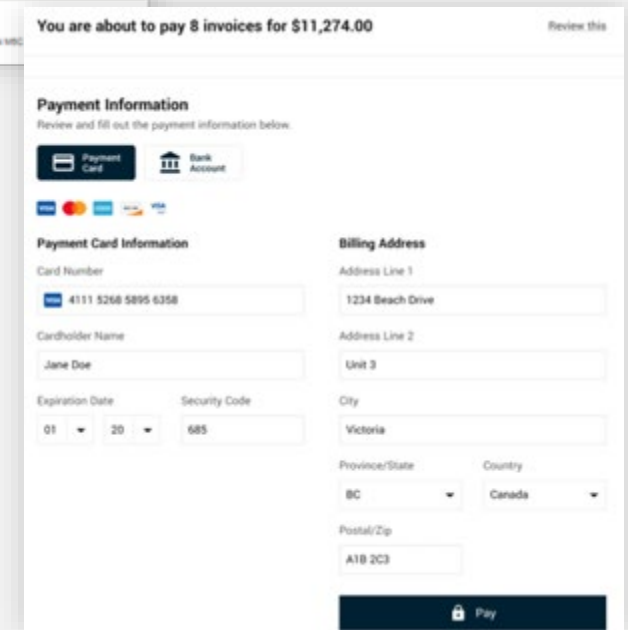 You are about to pay 8 invoices for $11,274.00
Review this
Payment Information
Review and fill out the payment information below.
Payment Card
Bank Account
VISA
VISA
Payment Card Information
Card Number
VISA 4111 5268 5895 6358
Cardholder Name
Jane Doe
Expiration Date
Security Code
01
20
685
Billing Address
Address Line 1
1234 Beach Drive
Address Line 2
Unit 3
City
Victoria
Province/State
Country
BC
Canada
Postal/Zip
A1B 2C3
Pay